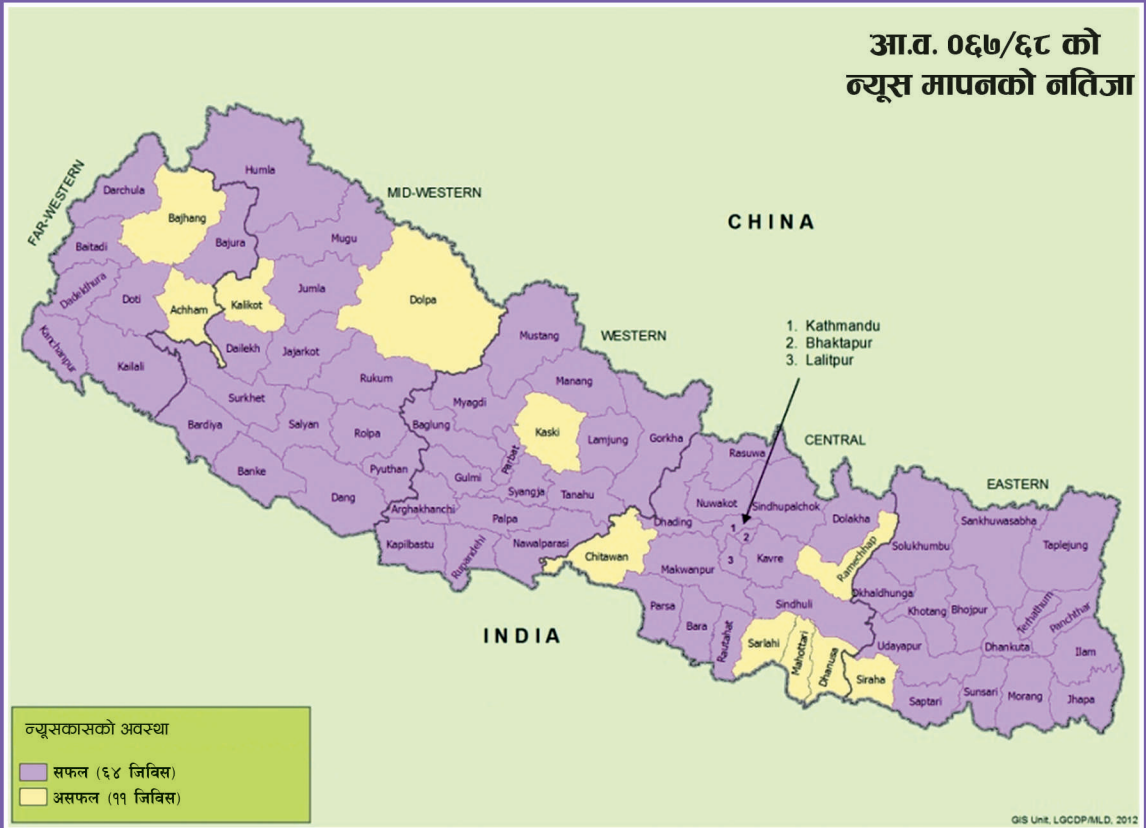 आ.व. ०६७/६८ को
न्यूस मापनको नतिजा
FAR-WESTERN
MID-WESTERN
CHINA
WESTERN
1. Kathmandu
2. Bhaktapur
3. Lalitpur
CENTRAL
EASTERN
INDIA
Humla
Darchula
Bajhang
Bajura
Mugu
Baitadi
Dadeldhura
Doti
Achham
Kalikot
Jumla
Dolpa
Kanchanpur
Kailali
Dailekh
Jajarkot
Mustang
Rukum
Manang
Surkhet
Myagdi
Bardiya
Salyan
Rolpa
Baglung
Kaski
Lamjung
Gorkha
Parbat
Banke
Pyuthan
Gulmi
Syangja
Tanahu
Dang
Arghakhanchi
Palpa
Kapilbastu
Rupandehi
Nawalparasi
Chitawan
Rasuwa
Nuwakot
Sindhupalchok
Dhading
1
2
3
Dolakha
Kavre
Ramechhap
Makwanpur
Sindhuli
Parsa
Bara
Rautahat
Sarlahi
Mahottari
Dhanusa
Siraha
Sankhuwasabha
Taplejung
Solukhumbu
Okhaldhunga
Khotang
Bhojpur
Terhathum
Panchthar
Udayapur
Dhankuta
Ilam
Saptari
Sunsari
Morang
Jhapa
न्यूसकासको अवस्था
सफल (६४ जिविस)
असफल (११ जिविस)
GIS Unit, LGCDP/MLD, 2012